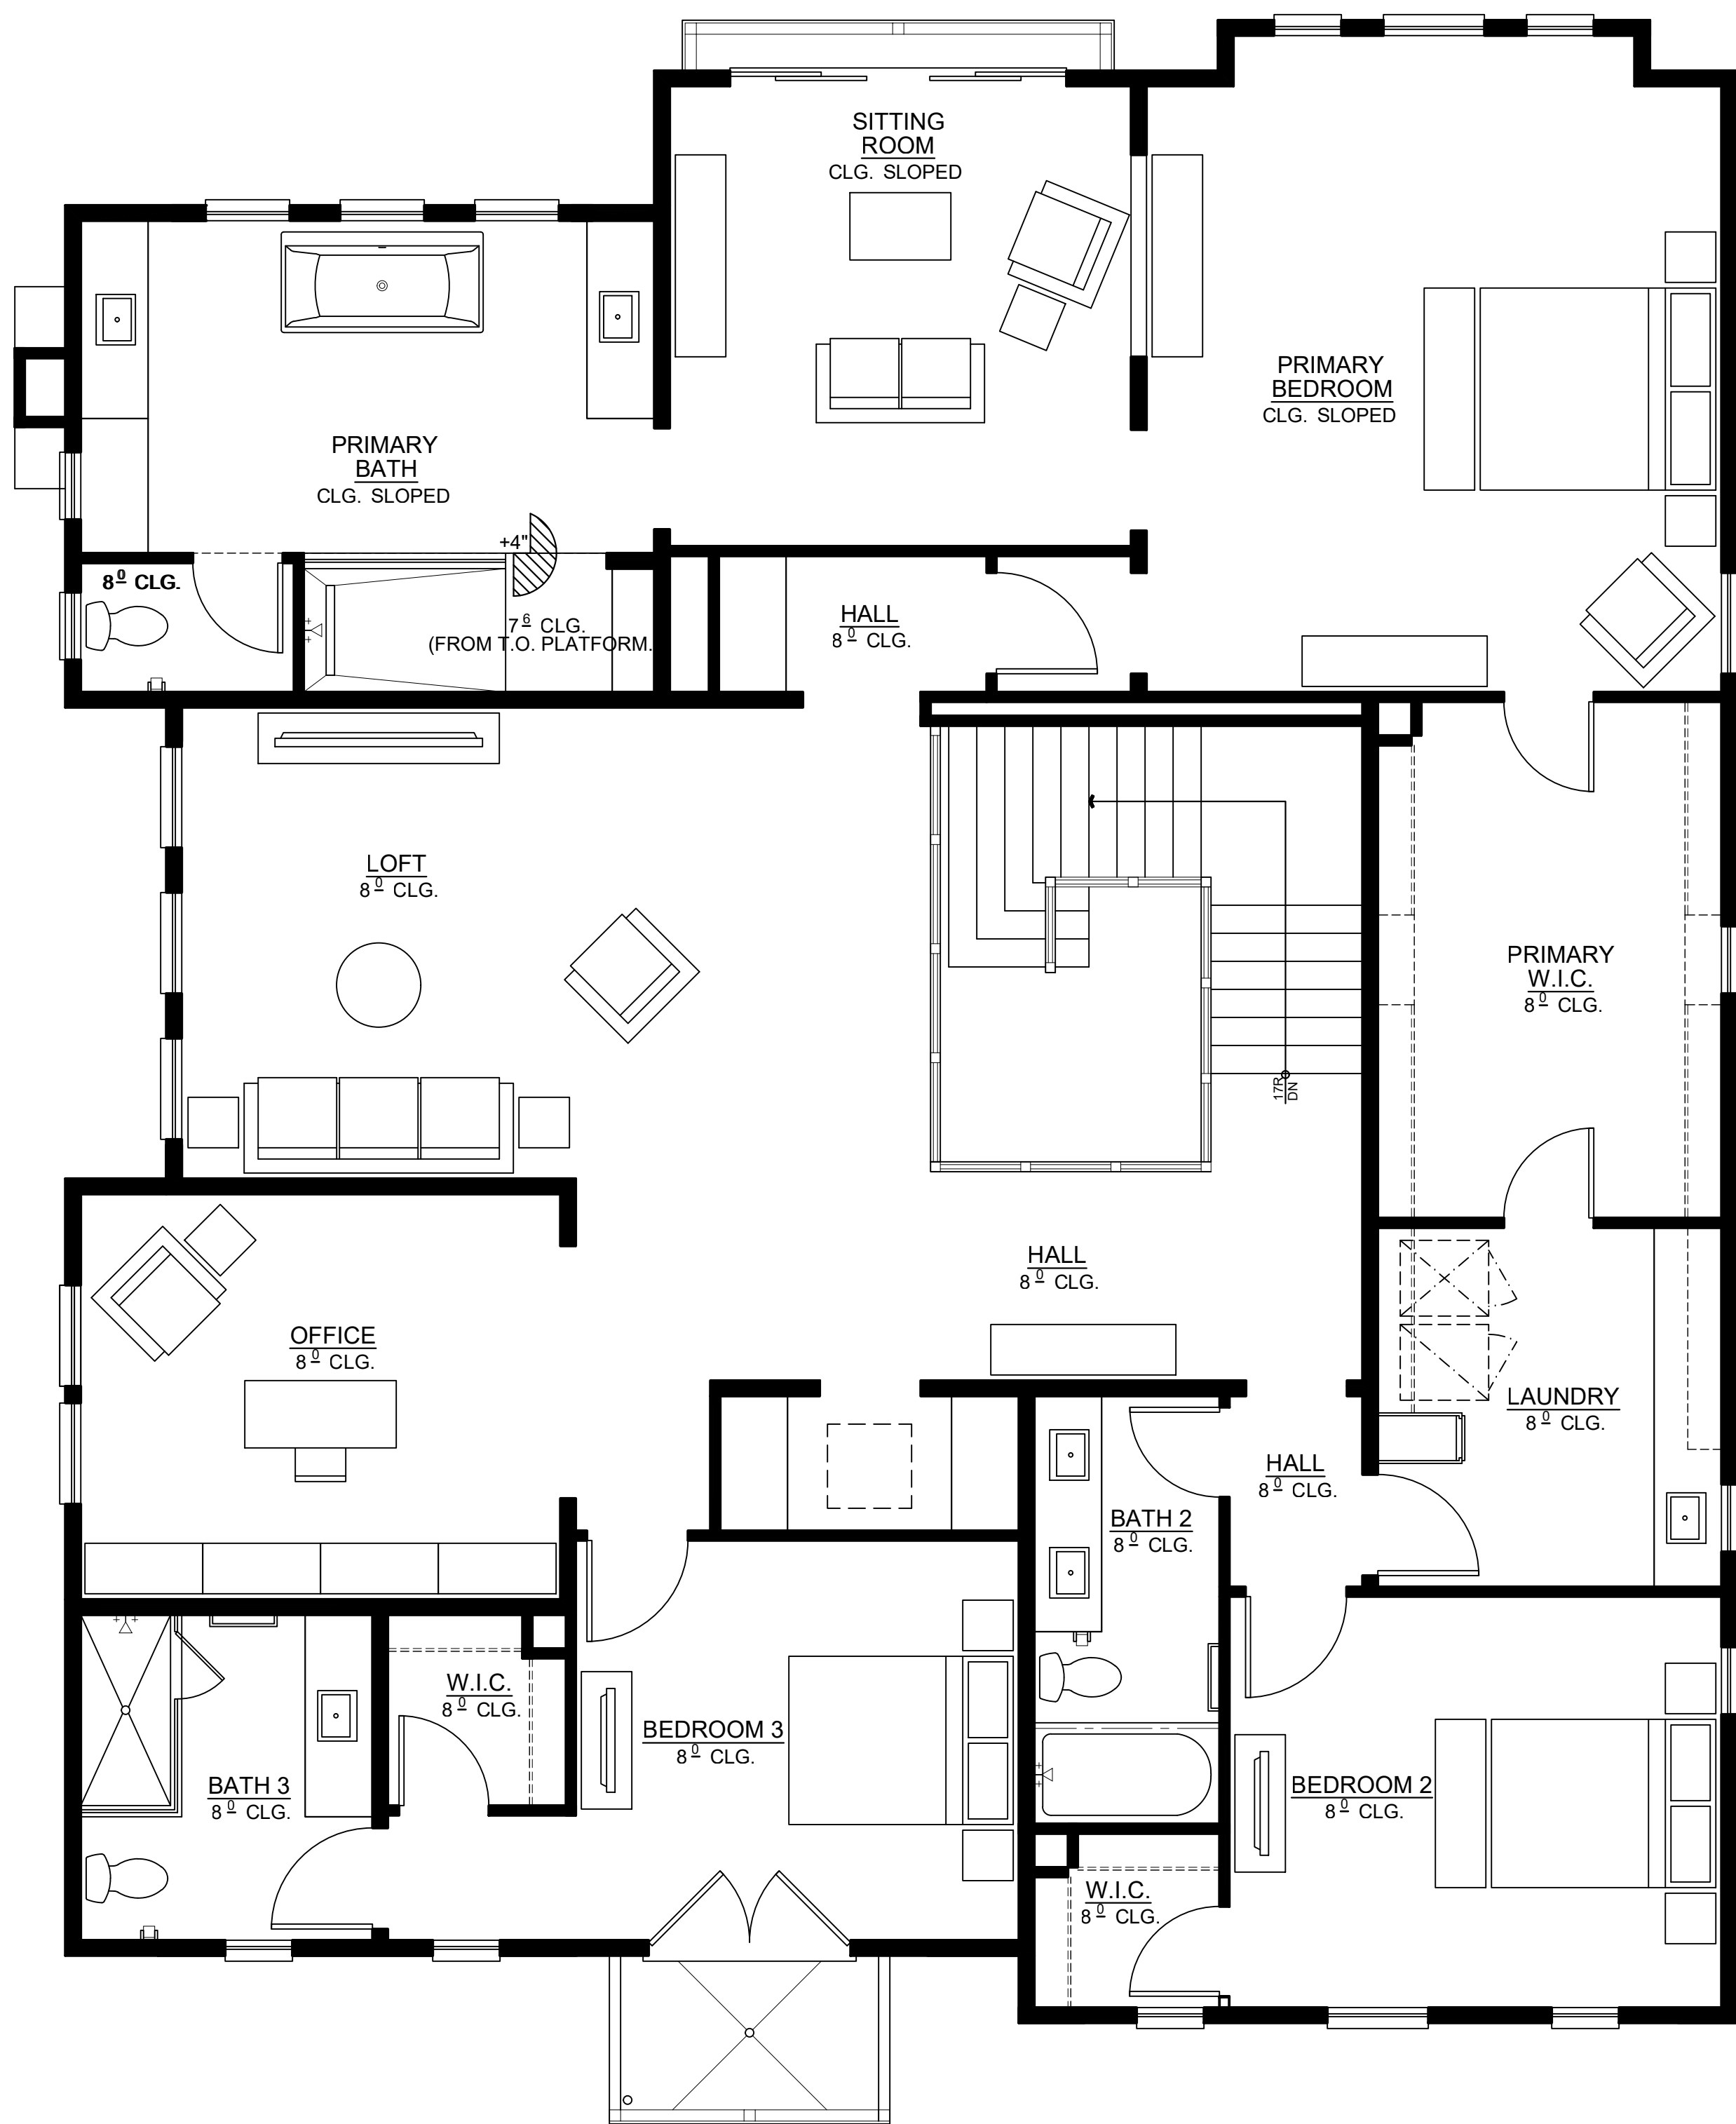 SITTING
ROOM
CLG. SLOPED
PRIMARY
BEDROOM
CLG. SLOPED
PRIMARY
BATH
CLG. SLOPED
+4"
8⁰ CLG.
7⁶ CLG.
(FROM T.O. PLATFORM.
HALL
8⁰ CLG.
LOFT
8⁰ CLG.
PRIMARY
W.I.C.
8⁰ CLG.
17R
DN
HALL
8⁰ CLG.
OFFICE
8⁰ CLG.
LAUNDRY
8⁰ CLG.
HALL
8⁰ CLG.
BATH 2
8⁰ CLG.
W.I.C.
8⁰ CLG.
BEDROOM 3
8⁰ CLG.
BATH 3
8⁰ CLG.
BEDROOM 2
8⁰ CLG.
W.I.C.
8⁰ CLG.